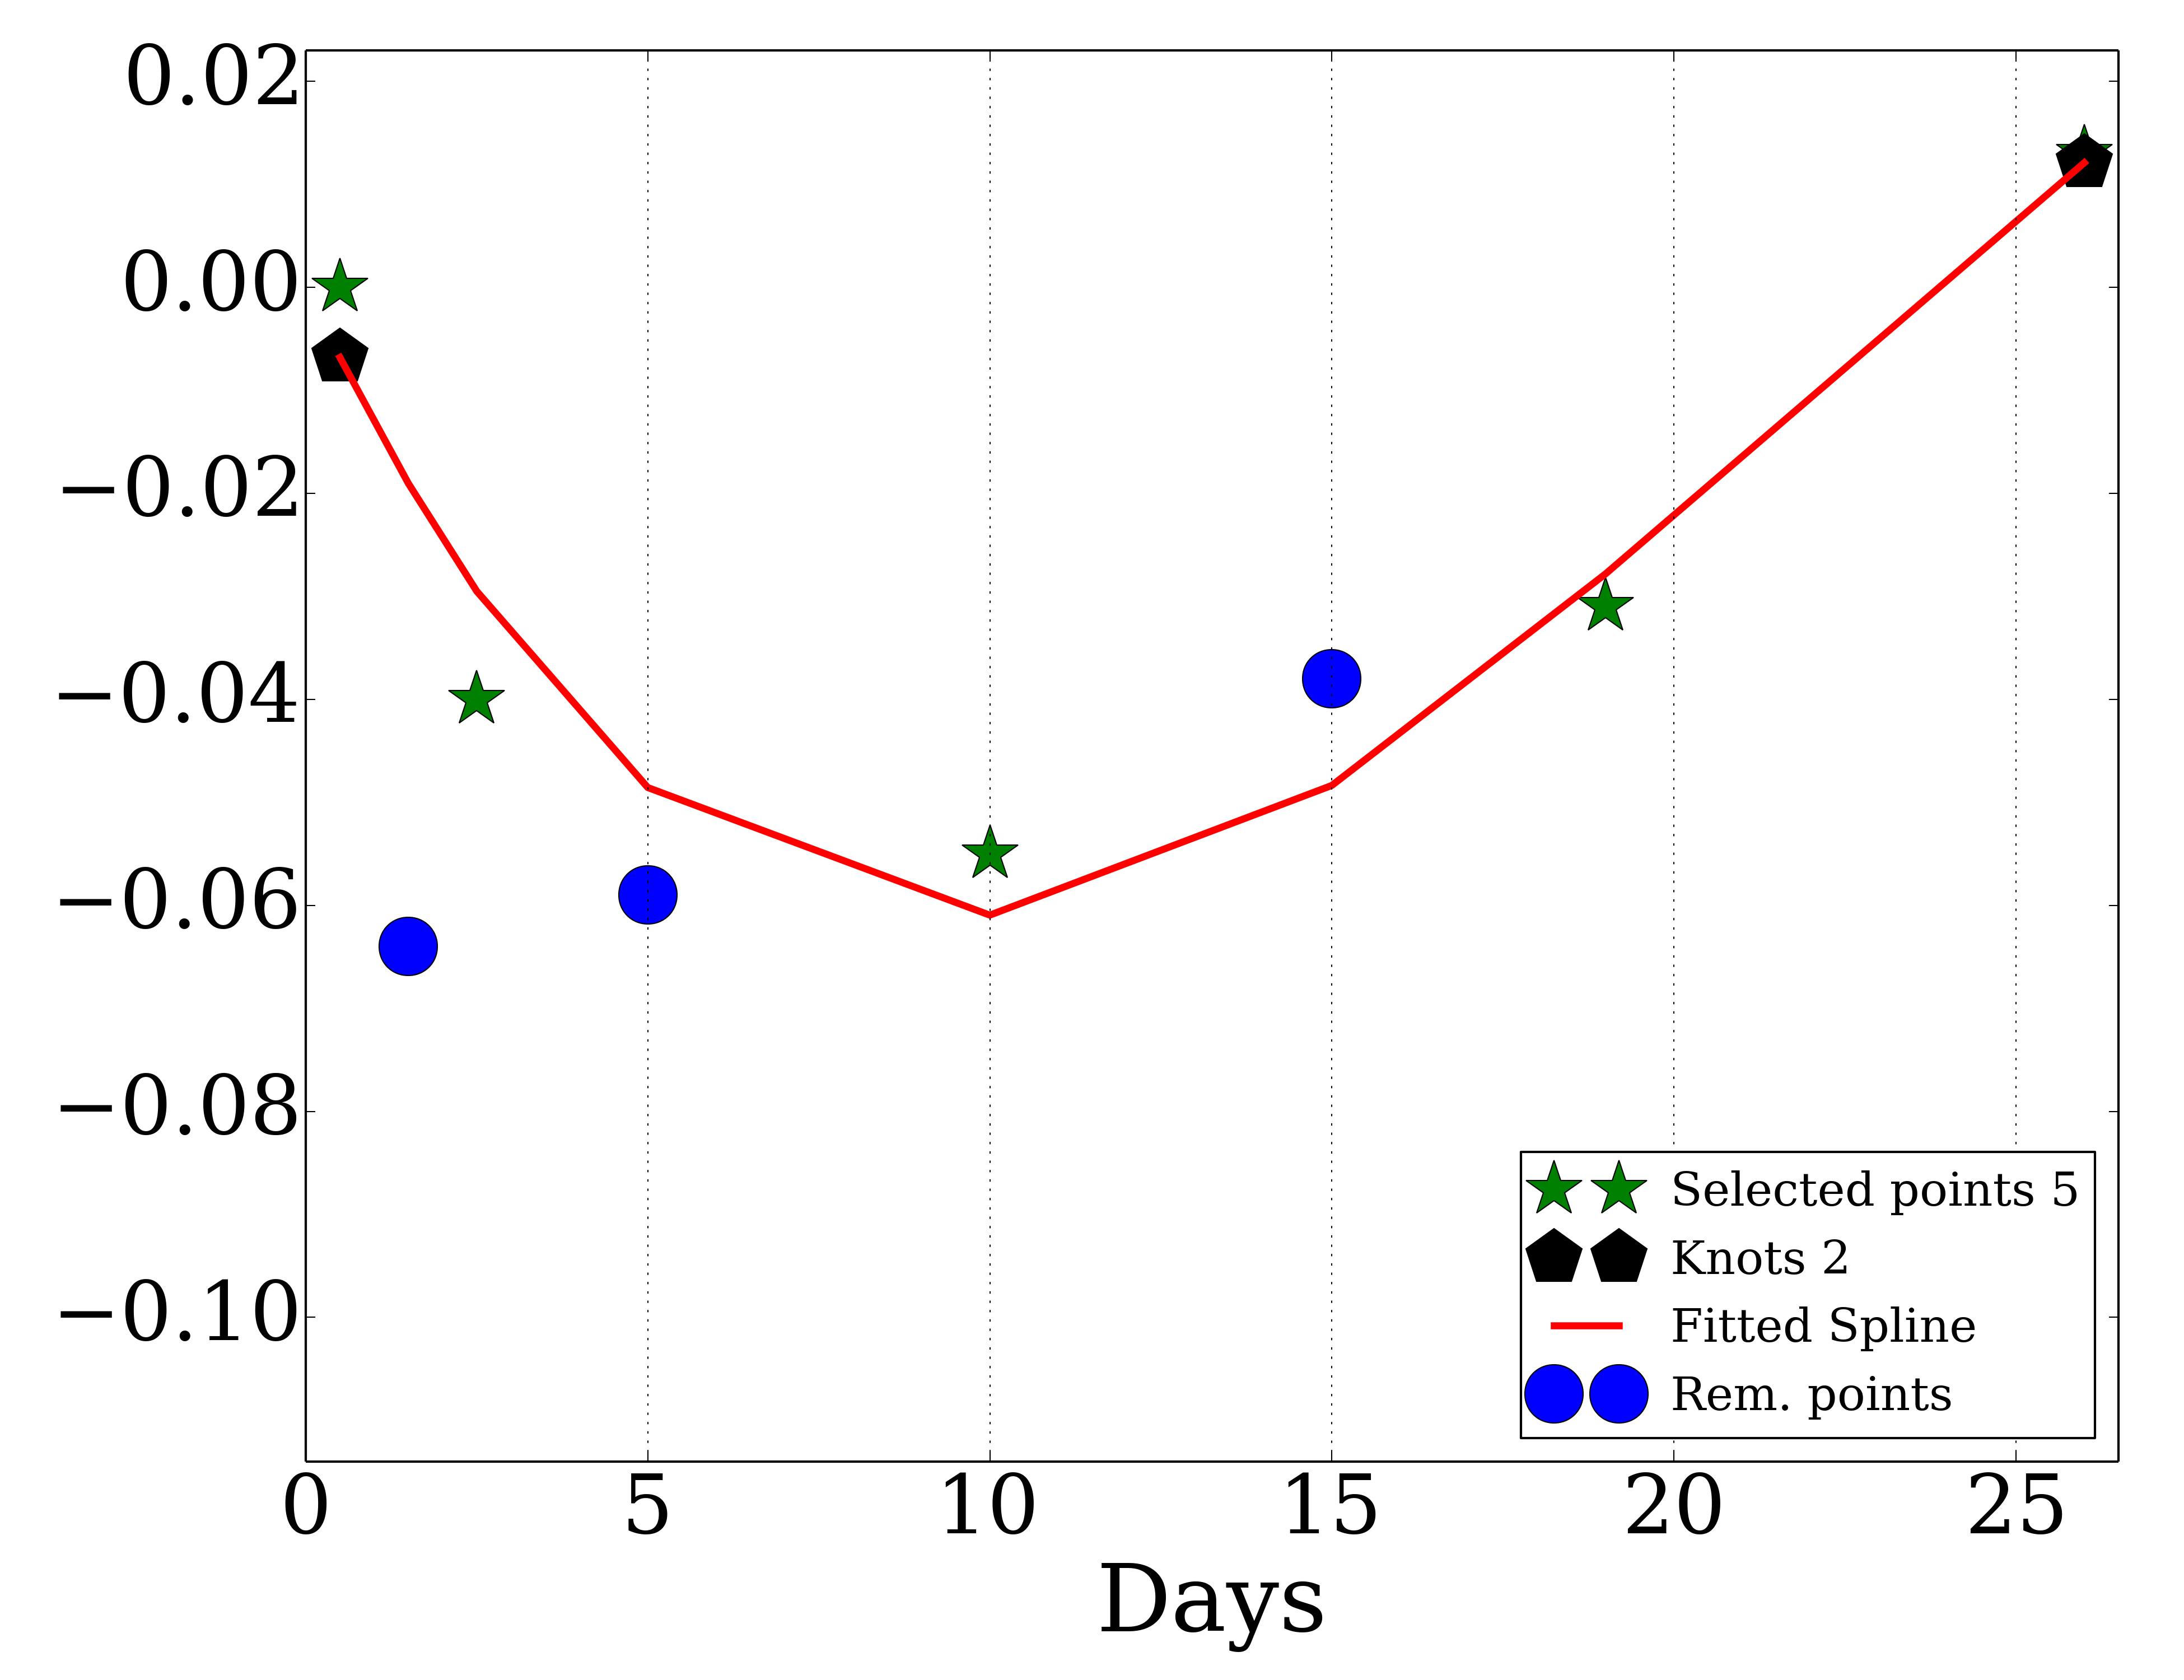 0.02
0.00
−0.02
−0.04
−0.06
−0.08
−0.10
Selected points 5
Knots 2
Fitted Spline
Rem. points
0 5 10 15 20 25
Days